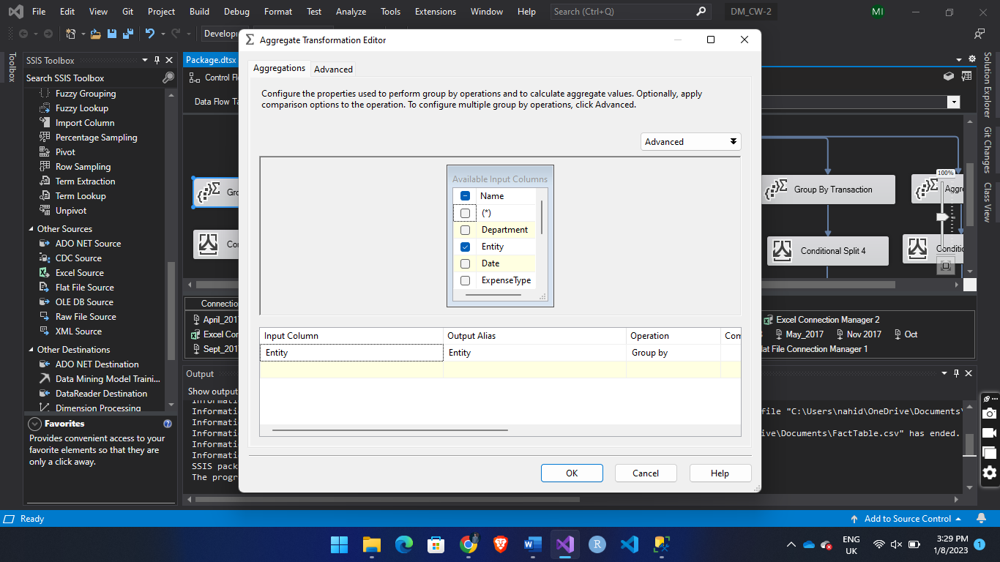 File Edit View Git Project Build Debug Format Test Analyze Tools Extensions Window Help Search (Ctrl+Q) DM_CW-2 MI
Develop
Toolbox
SSIS Toolbox
Search SSIS Toolbox
Fuzzy Grouping
Fuzzy Lookup
Import Column
Percentage Sampling
Pivot
Row Sampling
Term Extraction
Term Lookup
Unpivot
Other Sources
ADO NET Source
CDC Source
Excel Source
Flat File Source
OLE DB Source
Raw File Source
XML Source
Other Destinations
ADO NET Destination
Data Mining Model Traini...
DataReader Destination
Dimension Processing
Favorites
Provides convenient access to your
favorite elements so that they are
only a click away.
Package.dtsx
Control Fl
Data Flow Ta
Gro
Con
Connection
April_201
Excel Co
Sept_201
Output
Show output
Informati
Informati
Informati
Informati
Informati
Informati
SSIS pack
The progr
Aggregate Transformation Editor
Aggregations Advanced
Configure the properties used to perform group by operations and to calculate aggregate values. Optionally, apply
comparison options to the operation. To configure multiple group by operations, click Advanced.
Advanced
Available Input Columns
Name
(*)
Department
Entity
Date
ExpenseType
Input Column Output Alias Operation Com
Entity Entity Group by
OK Cancel Help
Group By Transaction
Conditional Split 4
100%
Aggre
Conditio
Excel Connection Manager 2
May_2017 Nov 2017 Oct
lat File Connection Manager 1
file "C:\Users\nahid\OneDrive\Documents\
ive\Documents\FactTable.csv" has ended.
Solution Explorer
Git Changes
Class View
Ready
Add to Source Control
ENG
UK
3:29 PM
1/8/2023
1